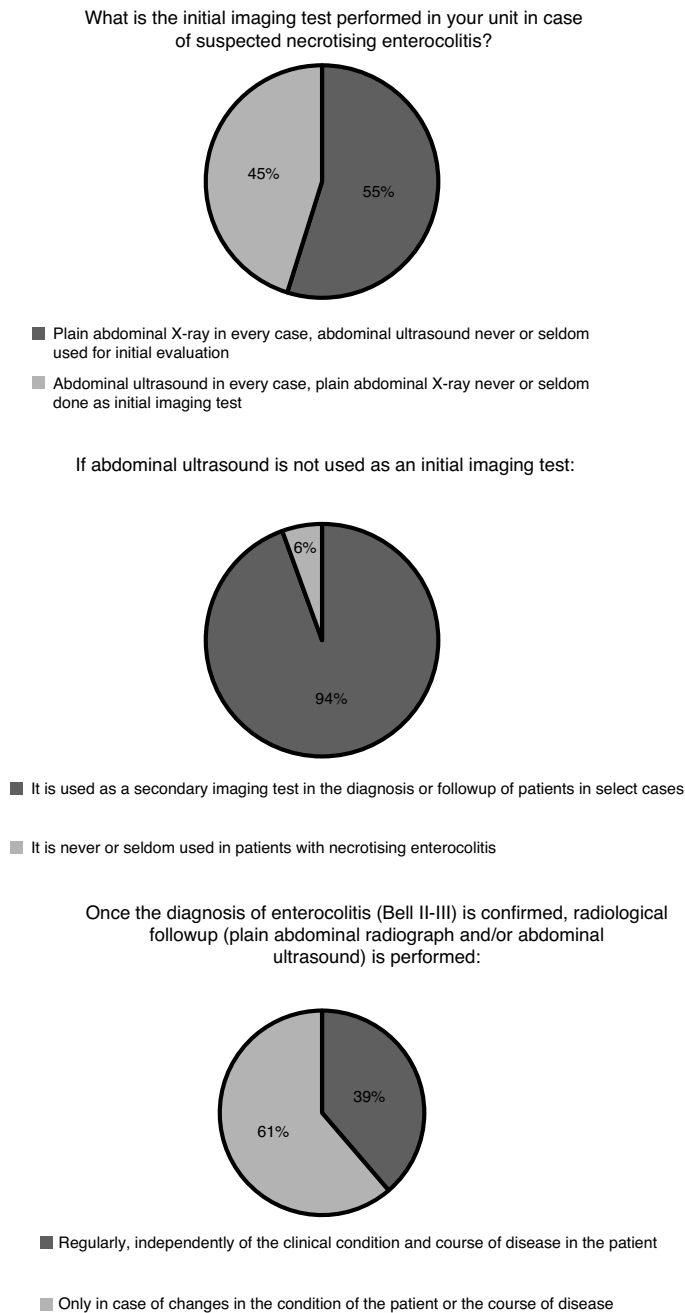 What is the initial imaging test performed in your unit in case
of suspected necrotising enterocolitis?
45%
55%
Plain abdominal X-ray in every case, abdominal ultrasound never or seldom
used for initial evaluation
Abdominal ultrasound in every case, plain abdominal X-ray never or seldom
done as initial imaging test
If abdominal ultrasound is not used as an initial imaging test:
6%
94%
It is used as a secondary imaging test in the diagnosis or followup of patients in select cases
It is never or seldom used in patients with necrotising enterocolitis
Once the diagnosis of enterocolitis (Bell II-III) is confirmed, radiological
followup (plain abdominal radiograph and/or abdominal
ultrasound) is performed:
39%
61%
Regularly, independently of the clinical condition and course of disease in the patient
Only in case of changes in the condition of the patient or the course of disease